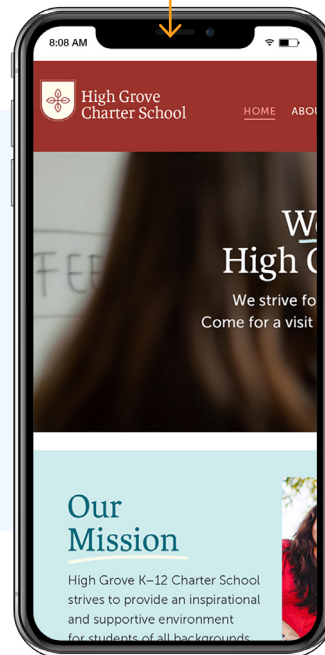 8:08 AM
High Grove
Charter School
HOME
We strive fo
Come for a visit
High
Our
Mission
High Grove K–12 Charter School
strives to provide an inspirational
and supportive environment
for students of all backgrounds